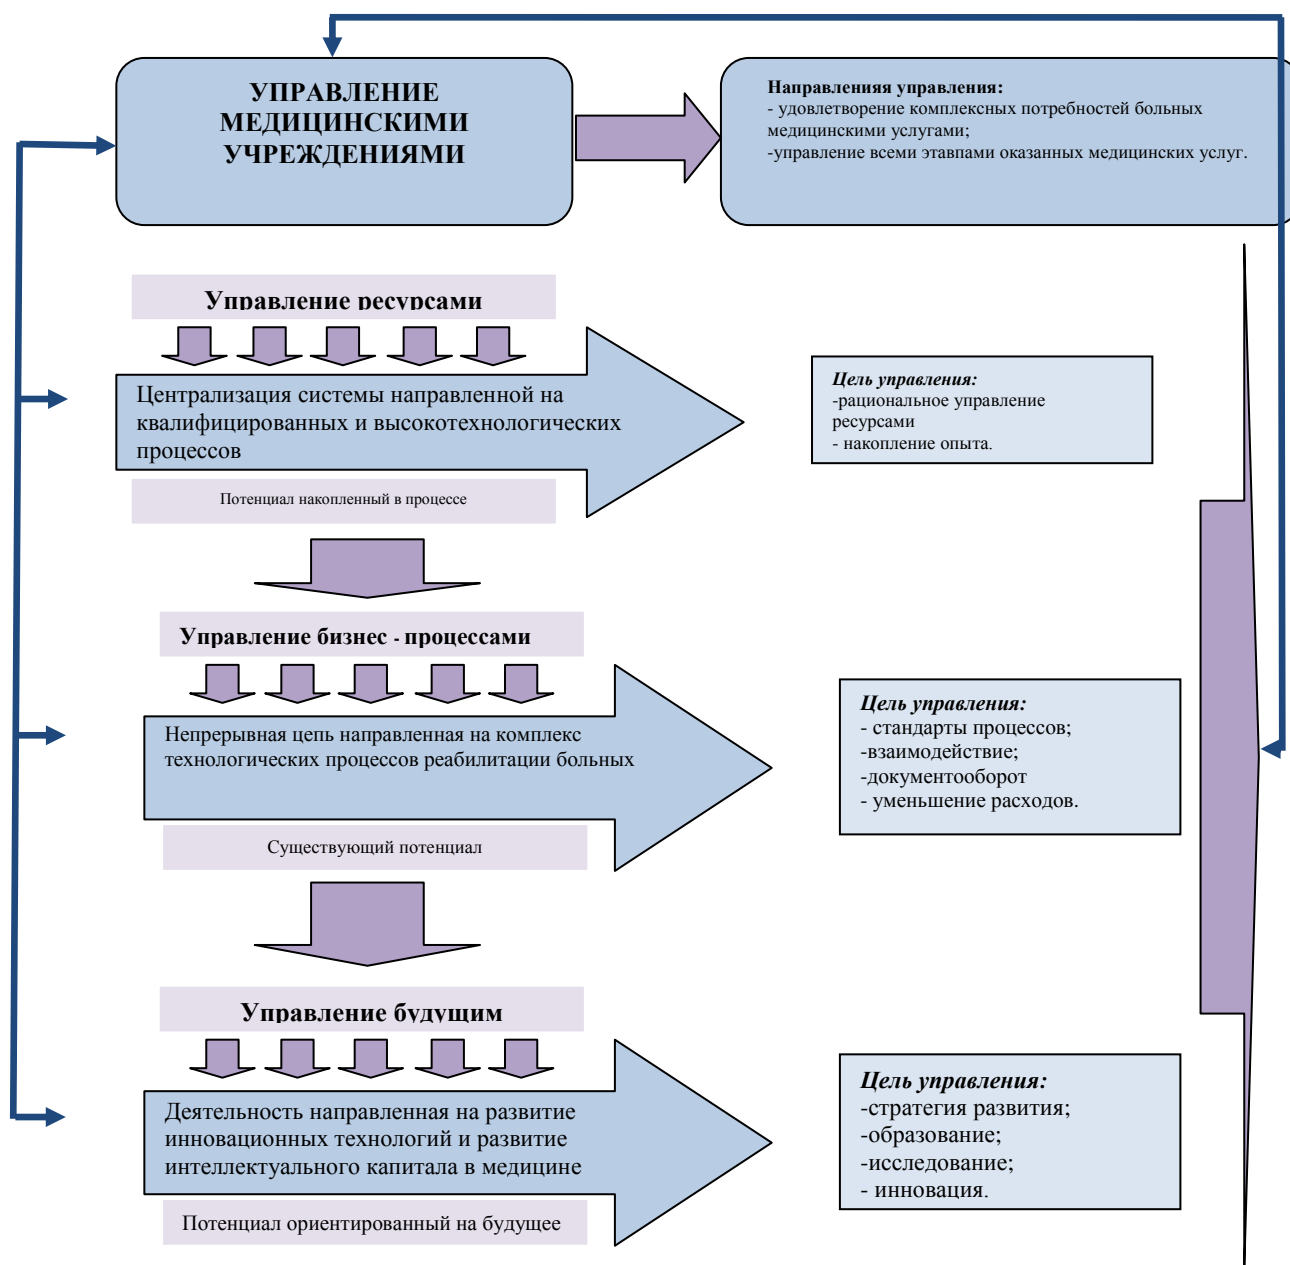 УПРАВЛЕНИЕ
МЕДИЦИНСКИМИ
УЧРЕЖДЕНИЯМИ
Направленияя управления:
- удовлетворение комплексных потребностей больных
медицинскими услугами;
-управление всеми этавпами оказанных медицинских услуг.
Управление ресурсами
Централизация системы направленной на
квалифицированных и высокотехнологических
процессов
Потенциал накопленный в процессе
Цель управления:
-рациональное управление
ресурсами
- накопление опыта.
Управление бизнес - процессами
Непрерывная цепь направленная на комплекс
технологических процессов реабилитации больных
Существующий потенциал
Цель управления:
- стандарты процессов;
-взаимодействие;
-документооборот
- уменьшение расходов.
Управление будущим
Деятельность направленная на развитие
инновационных технологий и развитие
интеллектуального капитала в медицине
Потенциал ориентированный на будущее
Цель управления:
-стратегия развития;
-образование;
-исследование;
- инновация.